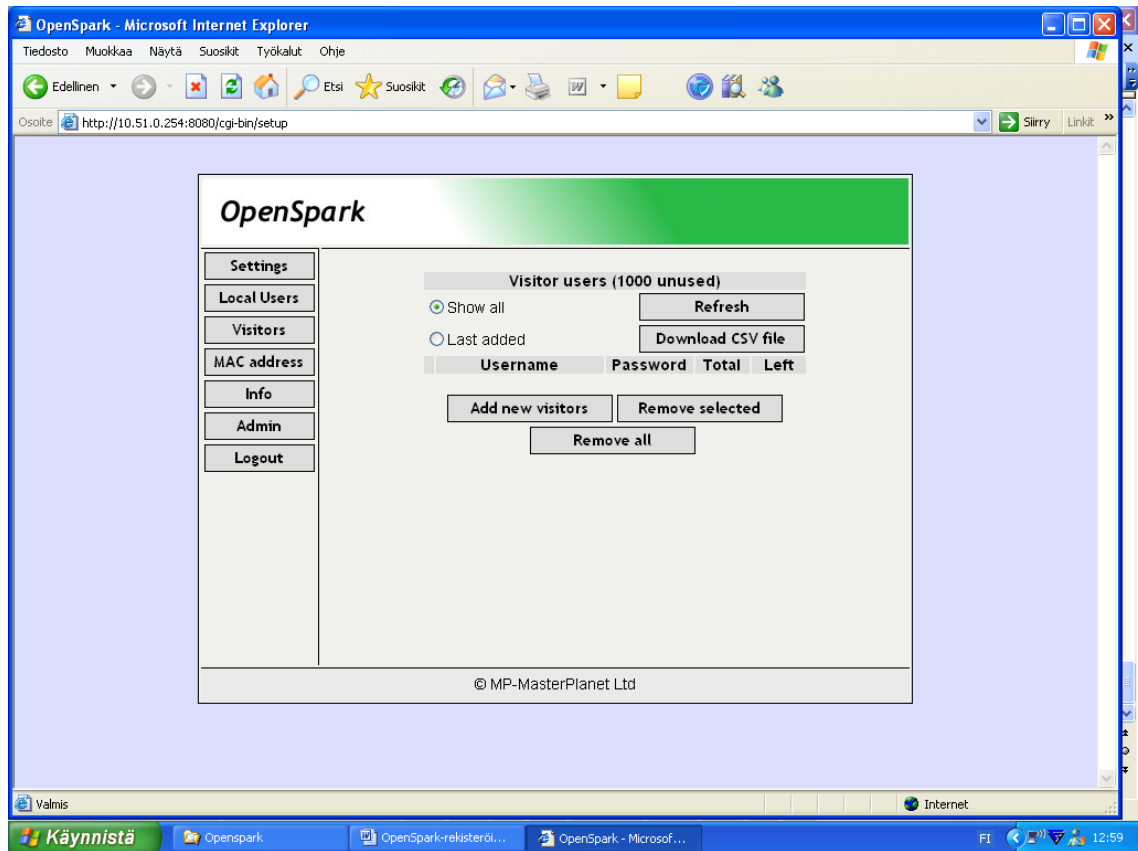 OpenSpark - Microsoft Internet Explorer
Tiedosto Muokkaa Näytä Suosikit Työkalut Ohje
Edellinen Etsi Suosikit
Osoite http://10.51.0.254:8080/cgi-bin/setup Siirry Linkit »
OpenSpark
Settings
Local Users
Visitors
MAC address
Info
Admin
Logout
Visitor users (1000 unused)
Show all Refresh
Last added Download CSV file
Username Password Total Left
Add new visitors Remove selected
Remove all
© MP-MasterPlanet Ltd
Valmis Internet
Käynnistä Openspark OpenSpark-rekisteröi... OpenSpark - Microsof... FI 12:59